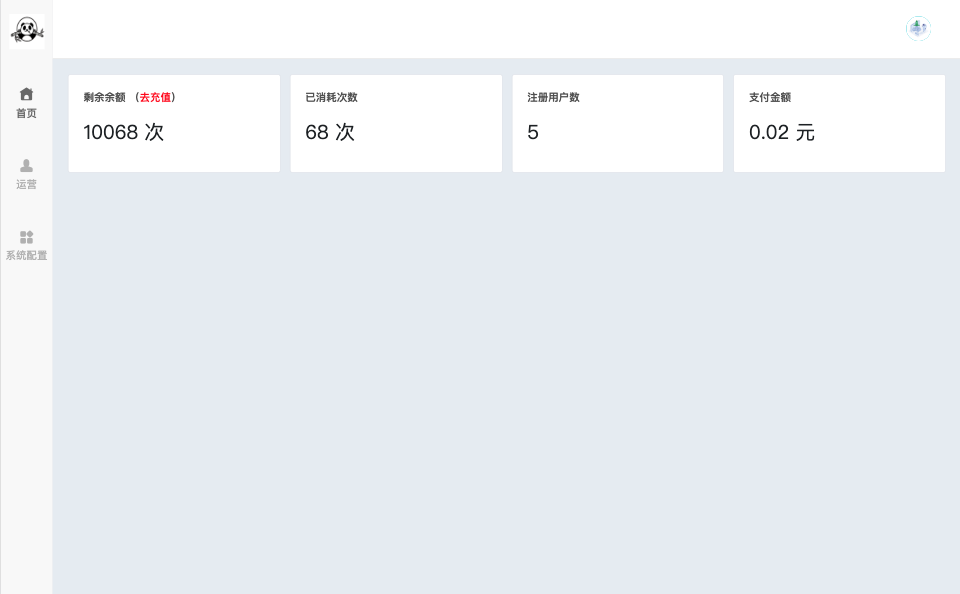 首页
运营
系统配置
剩余余额 （去充值）
10068 次
已消耗次数
68 次
注册用户数
5
支付金额
0.02 元